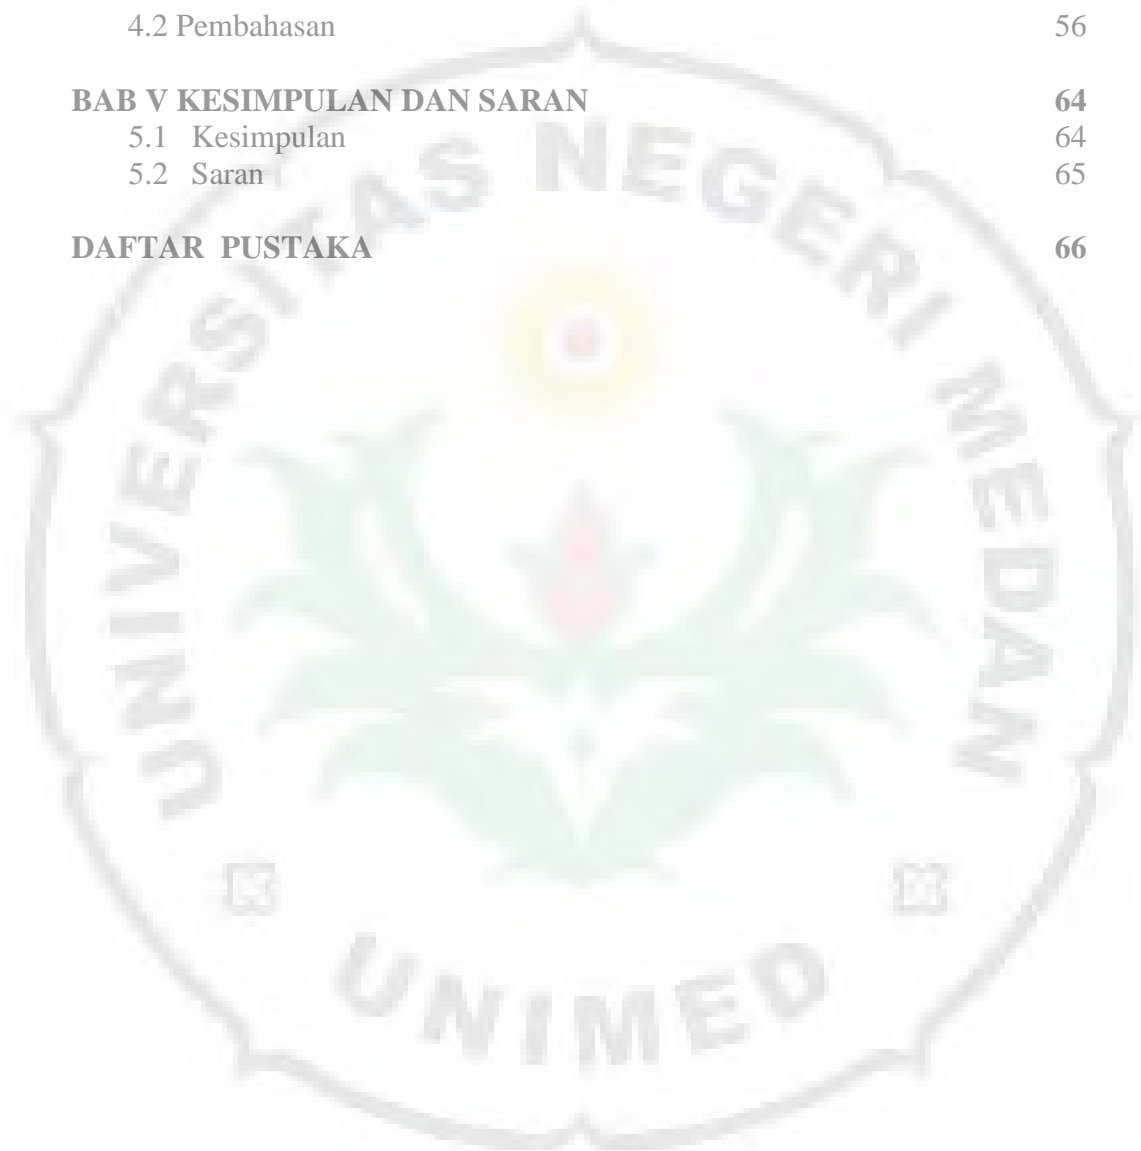 4.2 Pembahasan 56
BAB V KESIMPULAN DAN SARAN 64
5.1 Kesimpulan 64
5.2 Saran 65
DAFTAR PUSTAKA 66
UNIVERSITAS NEGERI MEDAN
UNIMED